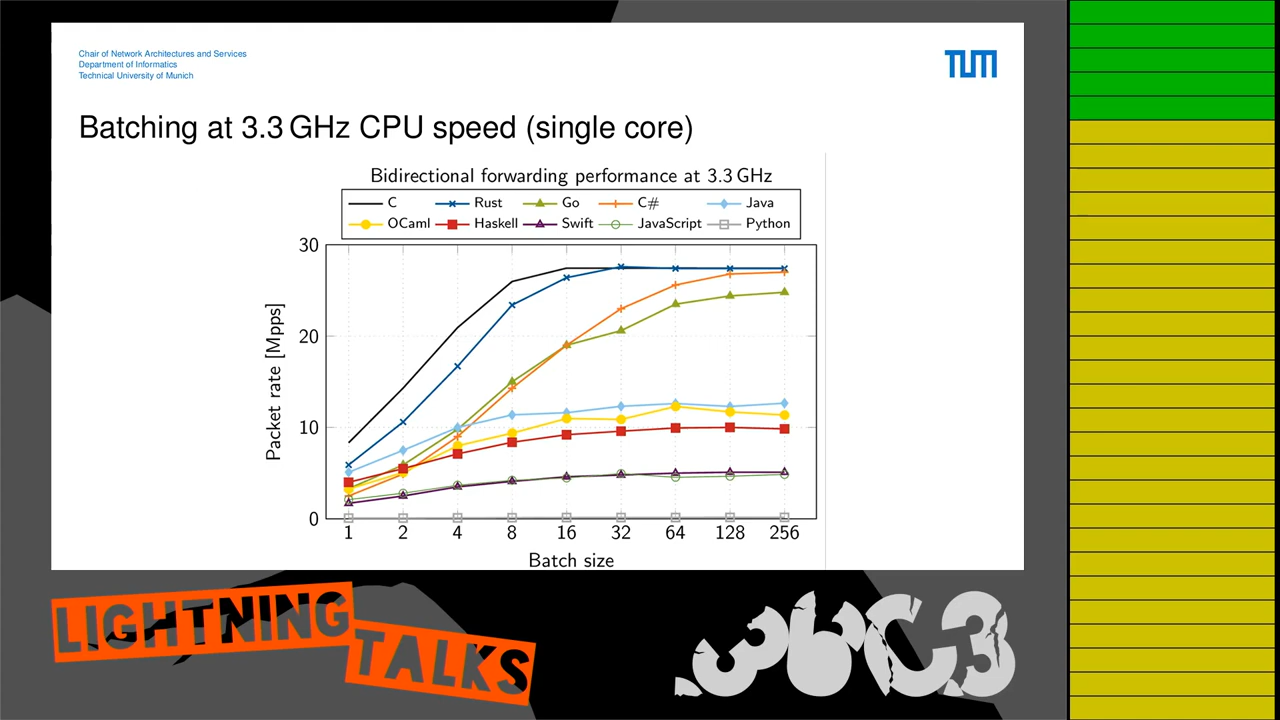 Chair of Network Architectures and Services
Department of Informatics
Technical University of Munich
TUM
Batching at 3.3 GHz CPU speed (single core)
Bidirectional forwarding performance at 3.3 GHz
C Rust Go C# Java
OCaml Haskell Swift JavaScript Python
Packet rate [Mpps]
30
20
10
0
1 2 4 8 16 32 64 128 256
Batch size
LIGHTNING
TALKS
36C3